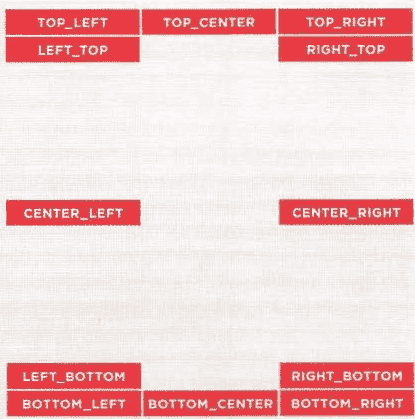 TOP_LEFT TOP_CENTER TOP_RIGHT
LEFT_TOP RIGHT_TOP
CENTER_LEFT CENTER_RIGHT
LEFT_BOTTOM RIGHT_BOTTOM
BOTTOM_LEFT BOTTOM_CENTER BOTTOM_RIGHT